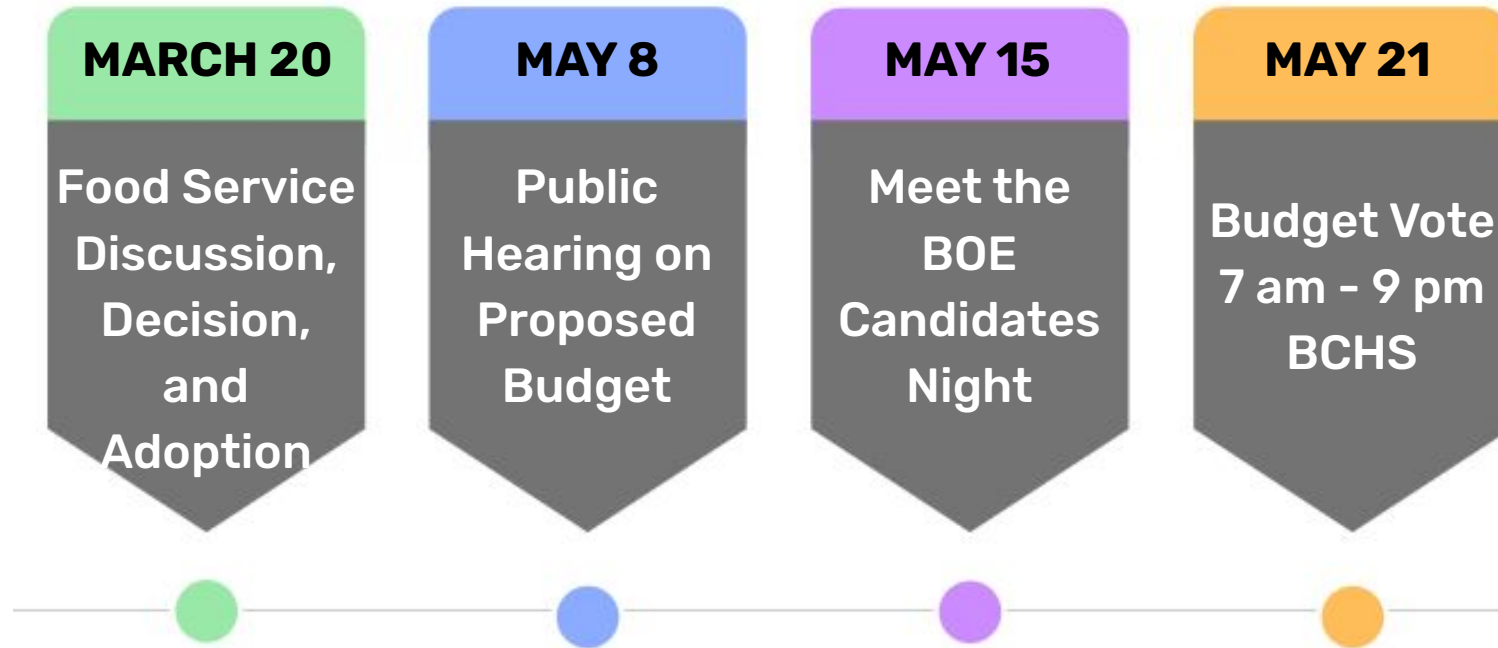 MARCH 20
Food Service
Discussion,
Decision,
and
Adoption
MAY 8
Public
Hearing on
Proposed
Budget
MAY 15
Meet the
BOE
Candidates
Night
MAY 21
Budget Vote
7 am - 9 pm
BCHS